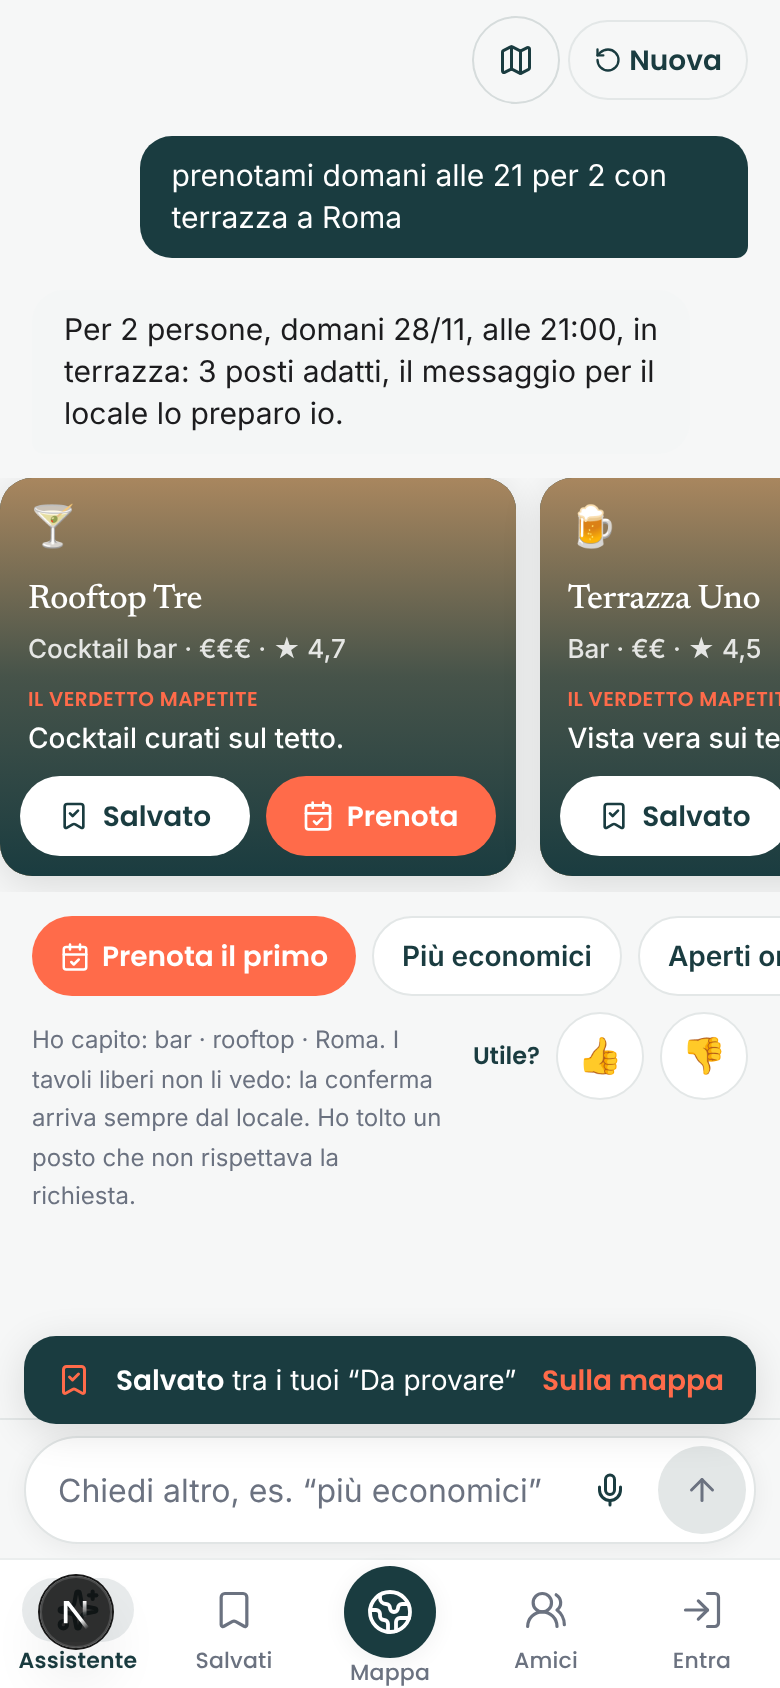 Nuova
prenotami domani alle 21 per 2 con
terrazza a Roma
Per 2 persone, domani 28/11, alle 21:00, in
terrazza: 3 posti adatti, il messaggio per il
locale lo preparo io.
Rooftop Tre
Cocktail bar · €€€ · ★ 4,7
IL VERDETTO MAPETITE
Cocktail curati sul tetto.
Salvato
Prenota
Terrazza Uno
Bar · €€ · ★ 4,5
IL VERDETTO
Vista vera sui
Salvato
Prenota il primo
Più economici
Aperti
Ho capito: bar · rooftop · Roma. I
tavoli liberi non li vedo: la conferma
arriva sempre dal locale. Ho tolto un
posto che non rispettava la
richiesta.
Utile?
Salvato tra i tuoi “Da provare”
Sulla mappa
Chiedi altro, es. “più economici”
N
Assistente
Salvati
Mappa
Amici
Entra